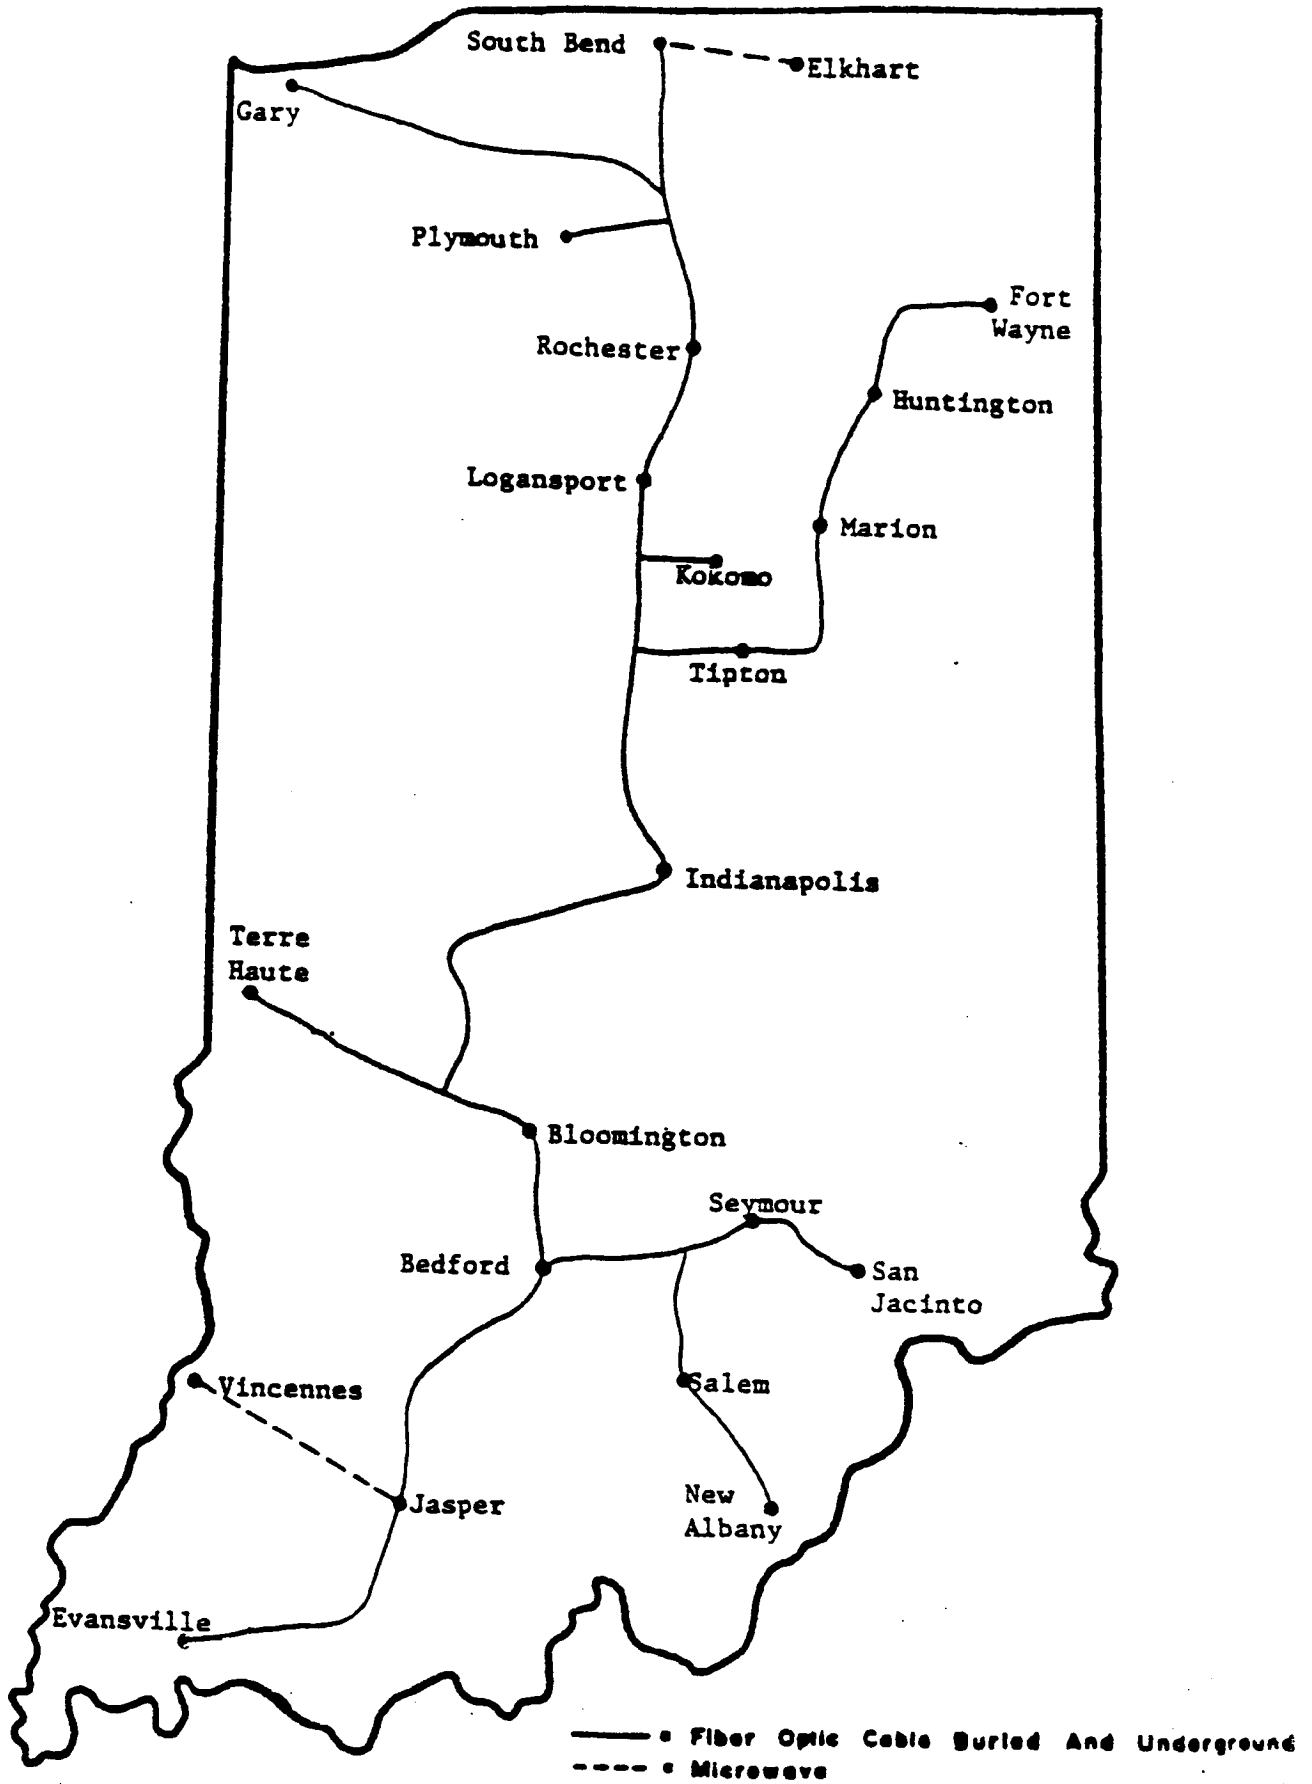 South Bend
Elkhart
Gary
Plymouth
Fort
Wayne
Rochester
Huntington
Logansport
Marion
Kokomo
Tipton
Indianapolis
Terre
Haute
Bloomington
Seymour
Bedford
San
Jacinto
Vincennes
Salem
New
Albany
Jasper
Evansville
= Fiber Optic Cable Buried And Underground
= Microwave